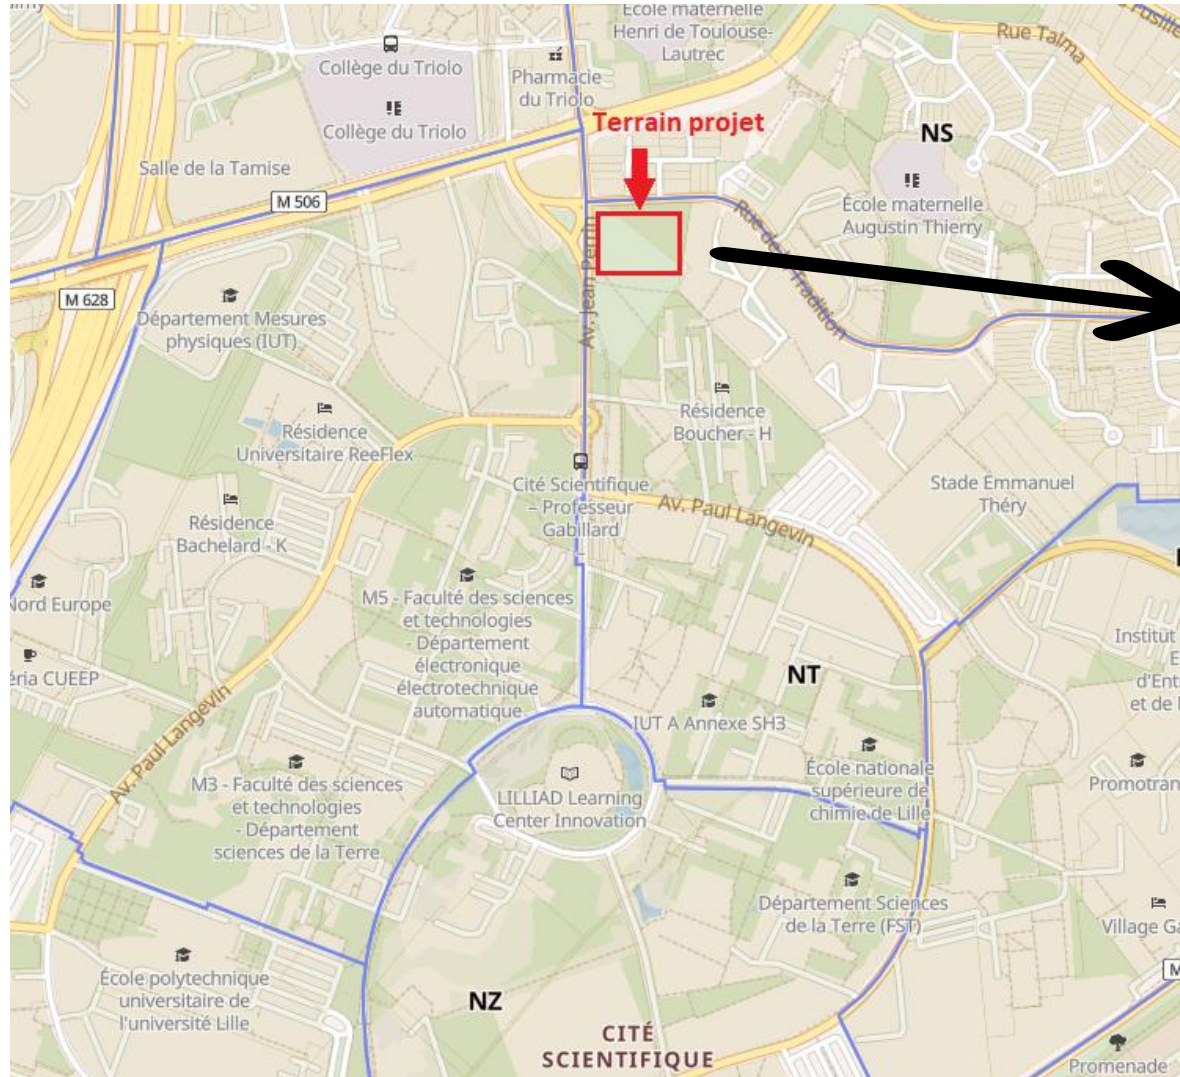 École maternelle
Henri de Toulouse-
Lautrec
Rue Talma
Collège du Triolo
Pharmacie
du Triolo
Collège du Triolo
Terrain projet
NS
Salle de la Tamise
M 506
École maternelle
Augustin Thierry
Rue de la Tradition
Av. Jean Perrin
M 628
Département Mesures
physiques (IUT)
Résidence
Boucher - H
Résidence
Universitaire ReeFlex
Cité Scientifique
– Professeur
Gabillard
Av. Paul Langevin
Stade Emmanuel
Théry
Résidence
Bachelard - K
Nord Europe
M5 - Faculté des sciences
et technologies
- Département
électronique
électrotechnique
automatique
Institut
E
d'Ent
et de
éria CUEEP
NT
IUT A Annexe SH3
Av. Paul Langevin
M3 - Faculté des sciences
et technologies
- Département
sciences de la Terre
LILLIAD Learning
Center Innovation
École nationale
supérieure de
chimie de Lille
Promotran
Département Sciences
de la Terre (FST)
Village Ga
École polytechnique
universitaire de
l'université Lille
NZ
M
CITÉ
SCIENTIFIQUE
Promenade